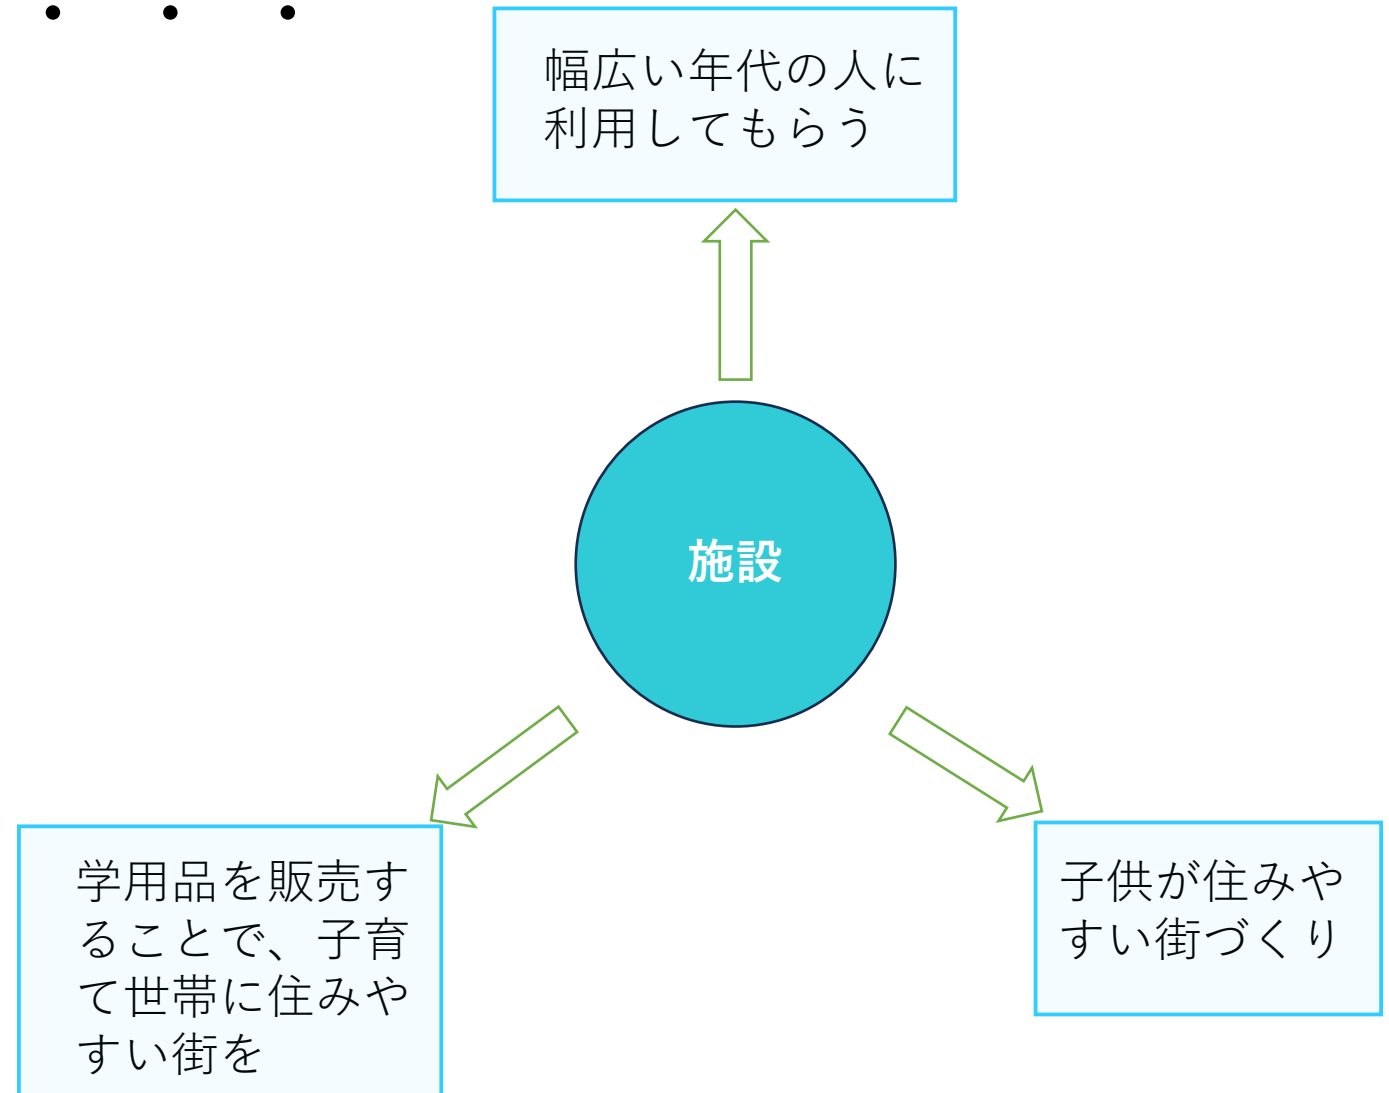 幅広い年代の人に
利用してもらう
施設
学用品を販売す
ることで、子育
て世帯に住みや
すい街を
子供が住みや
すい街づくり